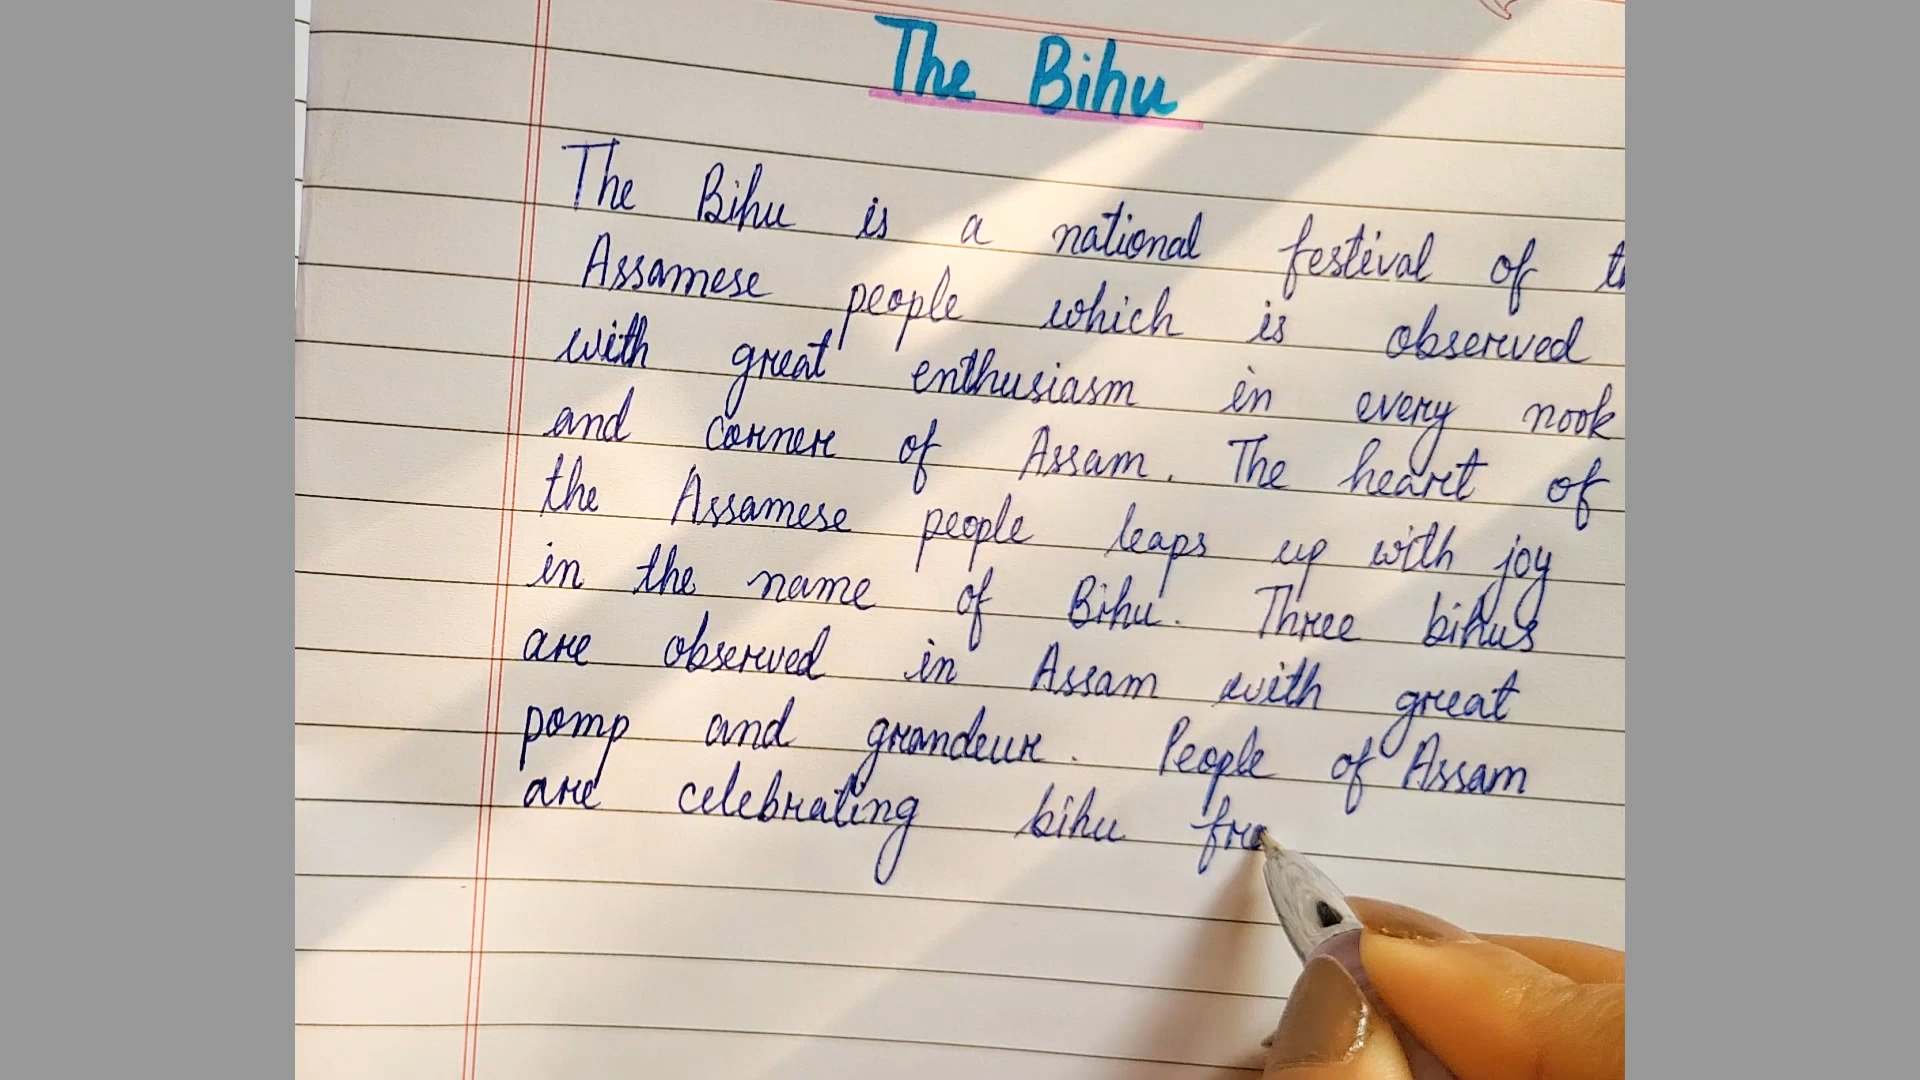 The Bihu
The Bihu is a national festival of
Assamese people which is observed
with great enthusiasm in every nook
and corner of Assam. The heart of
the Assamese people leaps up with joy
in the name of Bihu. Three bihus
are observed in Assam with great
pomp and grandeur. People of Assam
are celebrating bihu fro